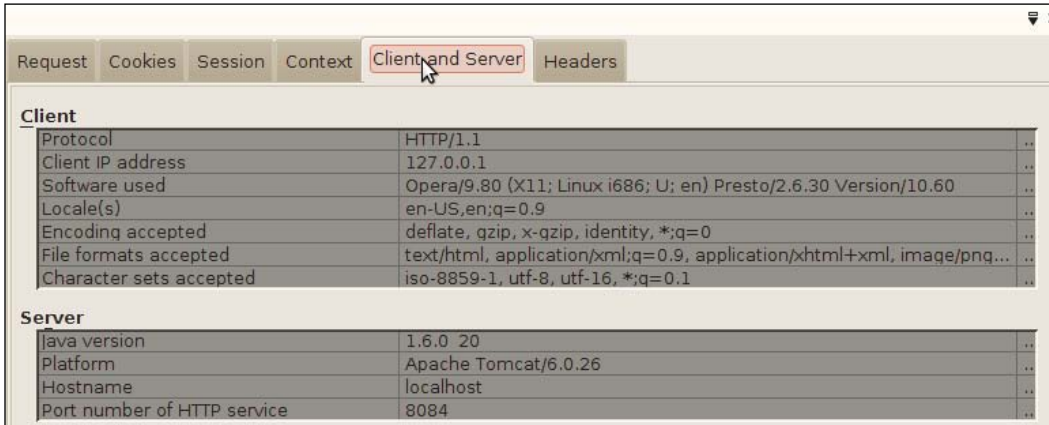 Request Cookies Session Context Client and Server Headers
Client
Protocol HTTP/1.1 ..
Client IP address 127.0.0.1 ..
Software used Opera/9.80 (X11; Linux i686; U; en) Presto/2.6.30 Version/10.60 ..
Locale(s) en-US,en;q=0.9 ..
Encoding accepted deflate, gzip, x-gzip, identity, *;q=0 ..
File formats accepted text/html, application/xml;q=0.9, application/xhtml+xml, image/png... ..
Character sets accepted iso-8859-1, utf-8, utf-16, *;q=0.1 ..
Server
Java version 1.6.0_20 ..
Platform Apache Tomcat/6.0.26 ..
Hostname localhost ..
Port number of HTTP service 8084 ..